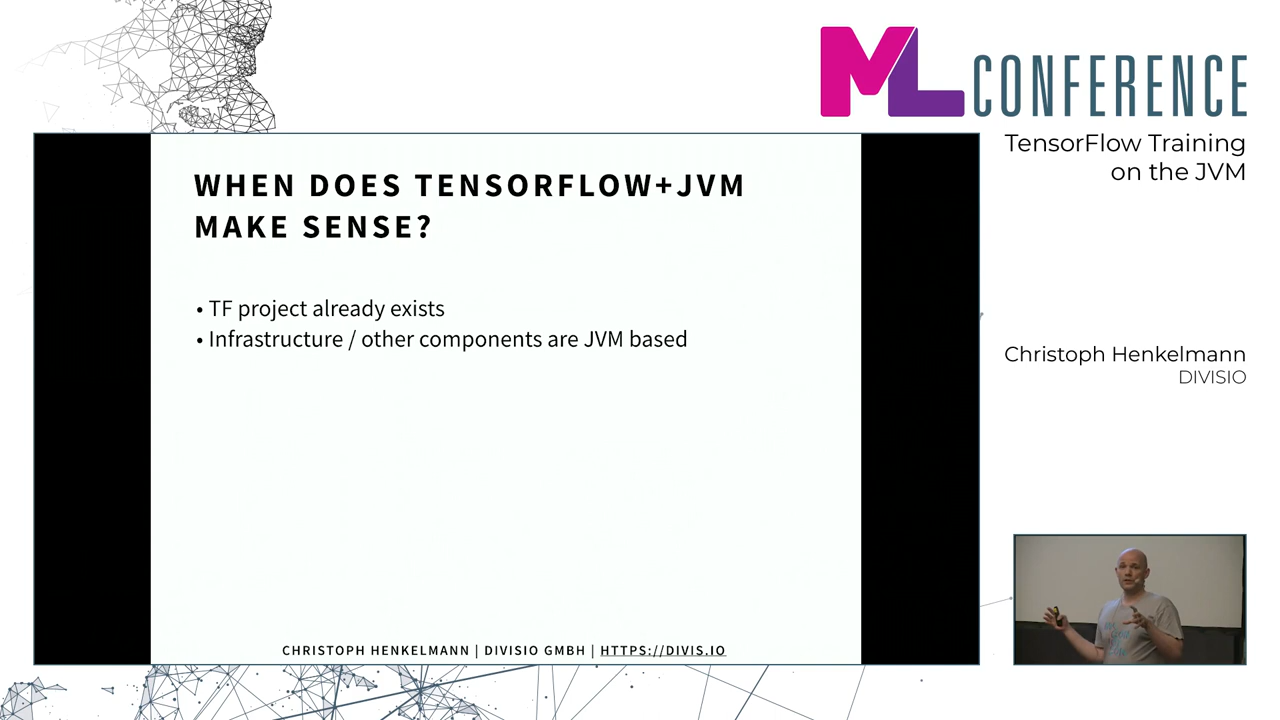 ML CONFERENCE
TensorFlow Training
on the JVM
WHEN DOES TENSORFLOW+JVM
MAKE SENSE?
• TF project already exists
• Infrastructure / other components are JVM based
CHRISTOPH HENKELMANN | DIVISIO GMBH | HTTPS://DIVIS.IO
Christoph Henkelmann
DIVISIO